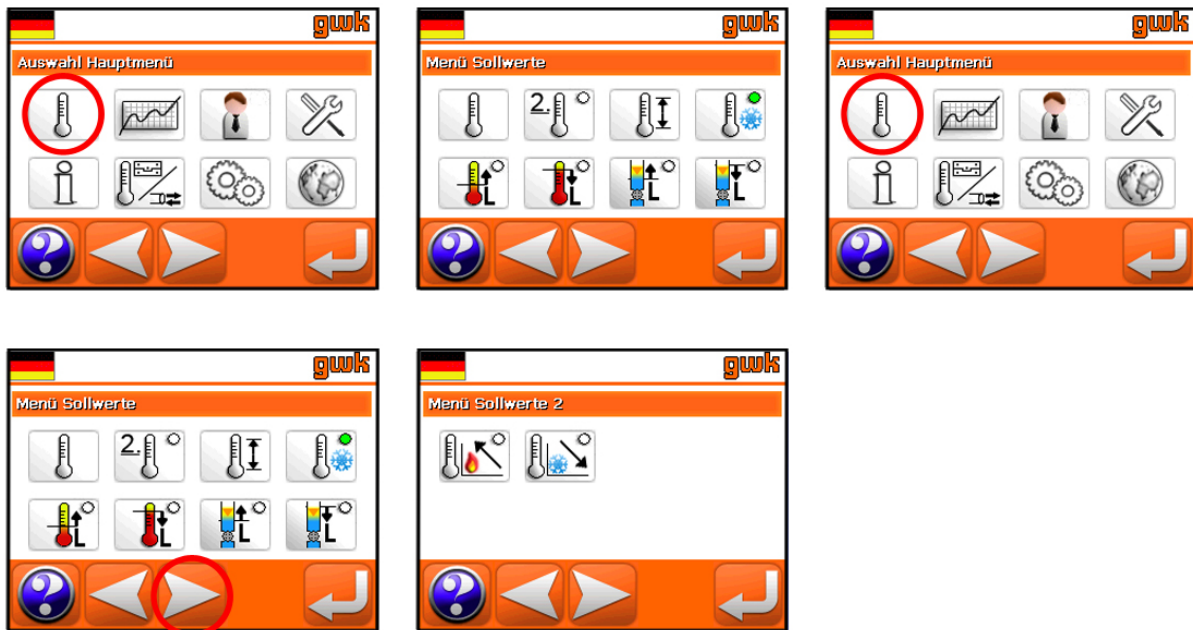 gwk
Auswahl Hauptmenü
gwk
Menü Sollwerte
2.
L
L
L
L
gwk
Auswahl Hauptmenü
gwk
Menü Sollwerte
2.
L
L
L
L
gwk
Menü Sollwerte 2